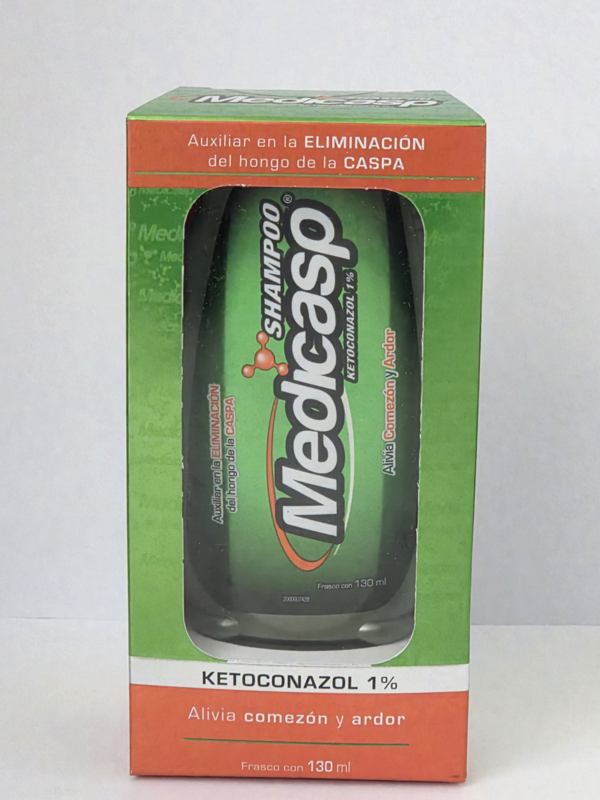 Medicasp
Auxiliar en la ELIMINACIÓN
del hongo de la CASPA
SHAMPOO
Medicasp®
KETOCONAZOL 1%
Auxiliar en la ELIMINACIÓN
del hongo de la CASPA
Alivia Comezón y Ardor
Frasco con 130 ml
KETOCONAZOL 1%
Alivia comezón y ardor
Frasco con 130 ml